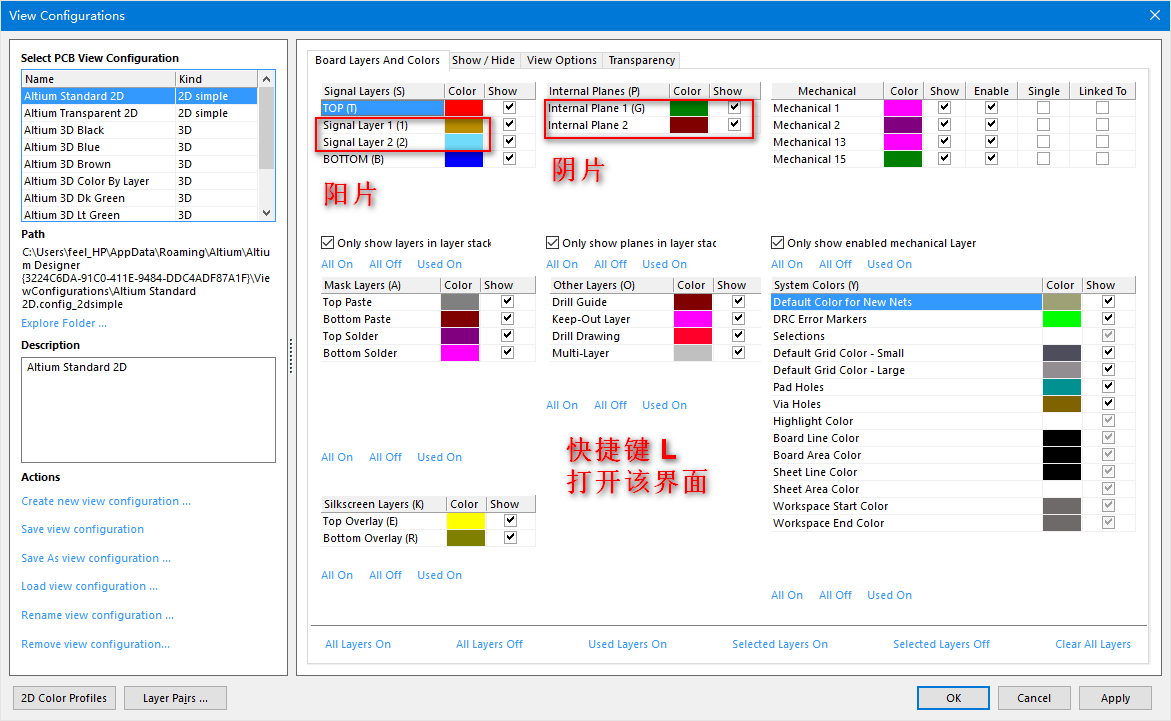 View Configurations
Select PCB View Configuration
Name Kind
Altium Standard 2D 2D simple
Altium Transparent 2D 2D simple
Altium 3D Black 3D
Altium 3D Blue 3D
Altium 3D Brown 3D
Altium 3D Color By Layer 3D
Altium 3D Dk Green 3D
Altium 3D Lt Green 3D
Path
C:\Users\feel_HP\AppData\Roaming\Altium\Altiu
m Designer
{3224C6DA-91C0-411E-9484-DDC4ADF87A1F}\Vie
wConfigurations\Altium Standard
2D.config_2dsimple
Explore Folder ...
Description
Altium Standard 2D
Actions
Create new view configuration ...
Save view configuration
Save As view configuration ...
Load view configuration ...
Rename view configuration ...
Remove view configuration...
2D Color Profiles
Layer Pairs ...
Board Layers And Colors Show / Hide View Options Transparency
Signal Layers (S) Color Show
TOP (T)
Signal Layer 1 (1)
Signal Layer 2 (2)
BOTTOM (B)
阳片
Only show layers in layer stack
All On All Off Used On
Internal Planes (P) Color Show
Internal Plane 1 (G)
Internal Plane 2
阴片
Only show planes in layer stac
All On All Off Used On
Mechanical Color Show Enable Single Linked To
Mechanical 1
Mechanical 2
Mechanical 13
Mechanical 15
Only show enabled mechanical Layer
All On All Off Used On
Mask Layers (A) Color Show
Top Paste
Bottom Paste
Top Solder
Bottom Solder
All On All Off Used On
Other Layers (O) Color Show
Drill Guide
Keep-Out Layer
Drill Drawing
Multi-Layer
All On All Off Used On
快捷键 L
打开该界面
System Colors (Y) Color Show
Default Color for New Nets
DRC Error Markers
Selections
Default Grid Color - Small
Default Grid Color - Large
Pad Holes
Via Holes
Highlight Color
Board Line Color
Board Area Color
Sheet Line Color
Sheet Area Color
Workspace Start Color
Workspace End Color
All On All Off Used On
Silkscreen Layers (K) Color Show
Top Overlay (E)
Bottom Overlay (R)
All On All Off Used On
All Layers On All Layers Off Used Layers On Selected Layers On Selected Layers Off Clear All Layers
OK Cancel Apply